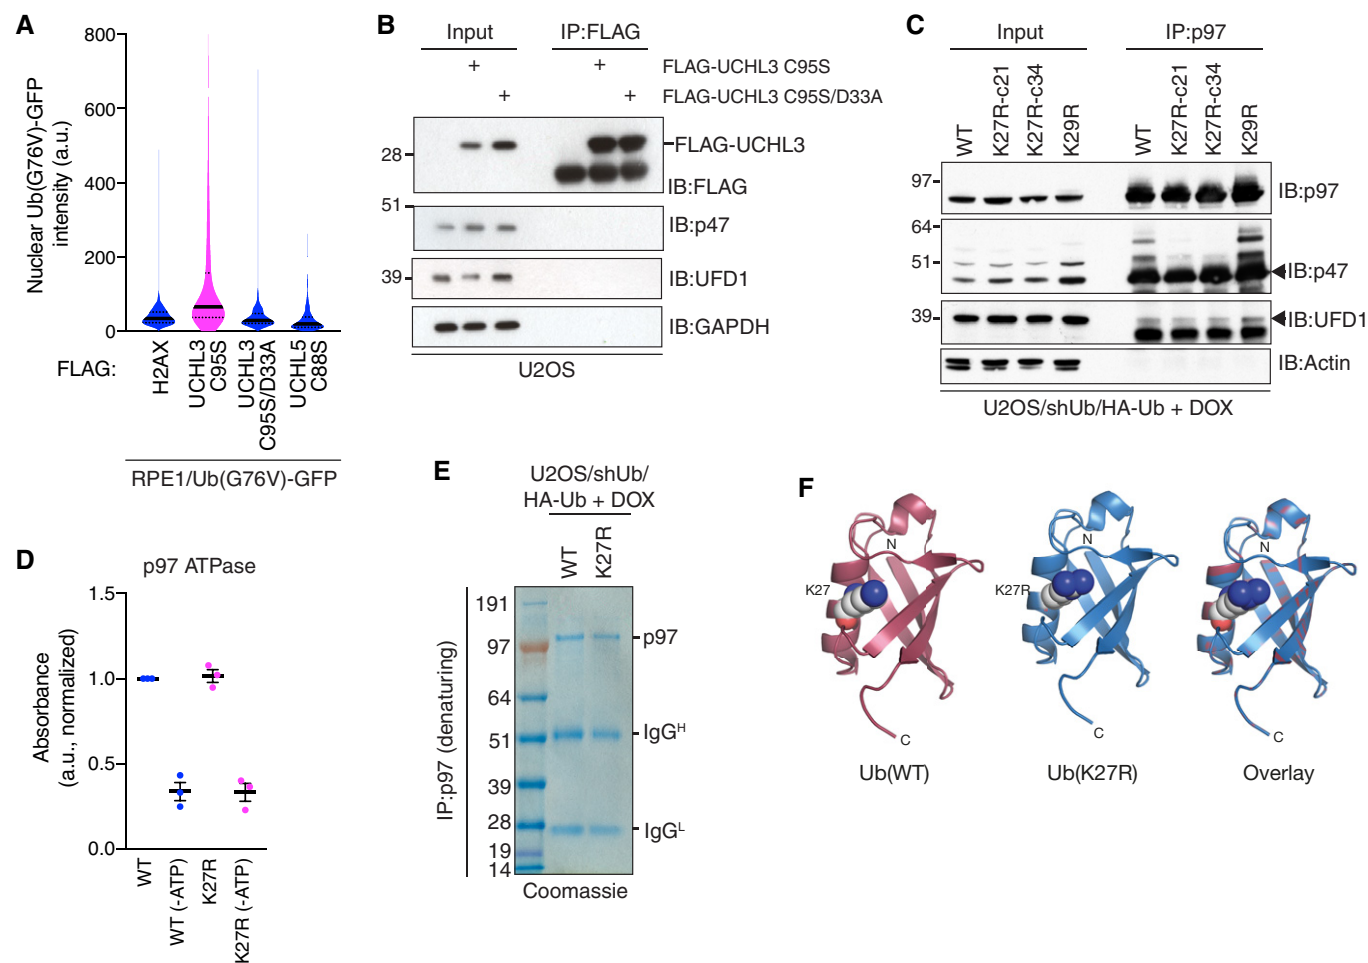 A
Nuclear Ub(G76V)-GFP
intensity (a.u.)
800
600
400
200
0
FLAG:
H2AX
UCHL3
C95S
UCHL3
C95S/D33A
UCHL5
C88S
RPE1/Ub(G76V)-GFP
B
Input
IP:FLAG
+ + FLAG-UCHL3 C95S
+ + FLAG-UCHL3 C95S/D33A
28
FLAG-UCHL3
IB:FLAG
51
IB:p47
39
IB:UFD1
IB:GAPDH
U2OS
C
Input
IP:p97
WT
K27R-c21
K27R-c34
K29R
WT
K27R-c21
K27R-c34
K29R
97
IB:p97
64
51
IB:p47
39
IB:UFD1
IB:Actin
U2OS/shUb/HA-Ub + DOX
D
p97 ATPase
Absorbance
(a.u., normalized)
1.5
1.0
0.5
0.0
WT
WT (-ATP)
K27R
K27R (-ATP)
E
U2OS/shUb/
HA-Ub + DOX
WT
K27R
IP:p97 (denaturing)
191
97
64
51
39
28
19
14
p97
IgGᴴ
IgGᴸ
Coomassie
F
N
K27
C
Ub(WT)
N
K27R
C
Ub(K27R)
N
C
Overlay